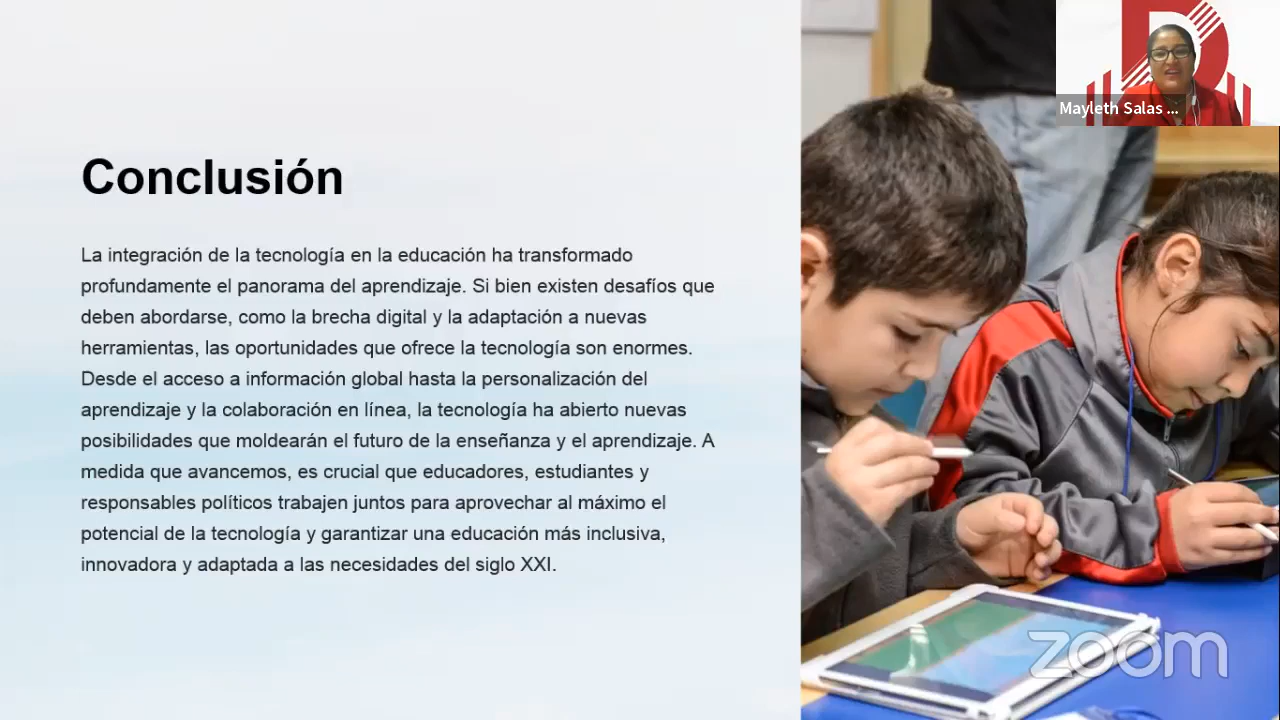 Conclusión
La integración de la tecnología en la educación ha transformado
profundamente el panorama del aprendizaje. Si bien existen desafíos que
deben abordarse, como la brecha digital y la adaptación a nuevas
herramientas, las oportunidades que ofrece la tecnología son enormes.
Desde el acceso a información global hasta la personalización del
aprendizaje y la colaboración en línea, la tecnología ha abierto nuevas
posibilidades que moldearán el futuro de la enseñanza y el aprendizaje. A
medida que avancemos, es crucial que educadores, estudiantes y
responsables políticos trabajen juntos para aprovechar al máximo el
potencial de la tecnología y garantizar una educación más inclusiva,
innovadora y adaptada a las necesidades del siglo XXI.
Mayleth Salas ...
zoom